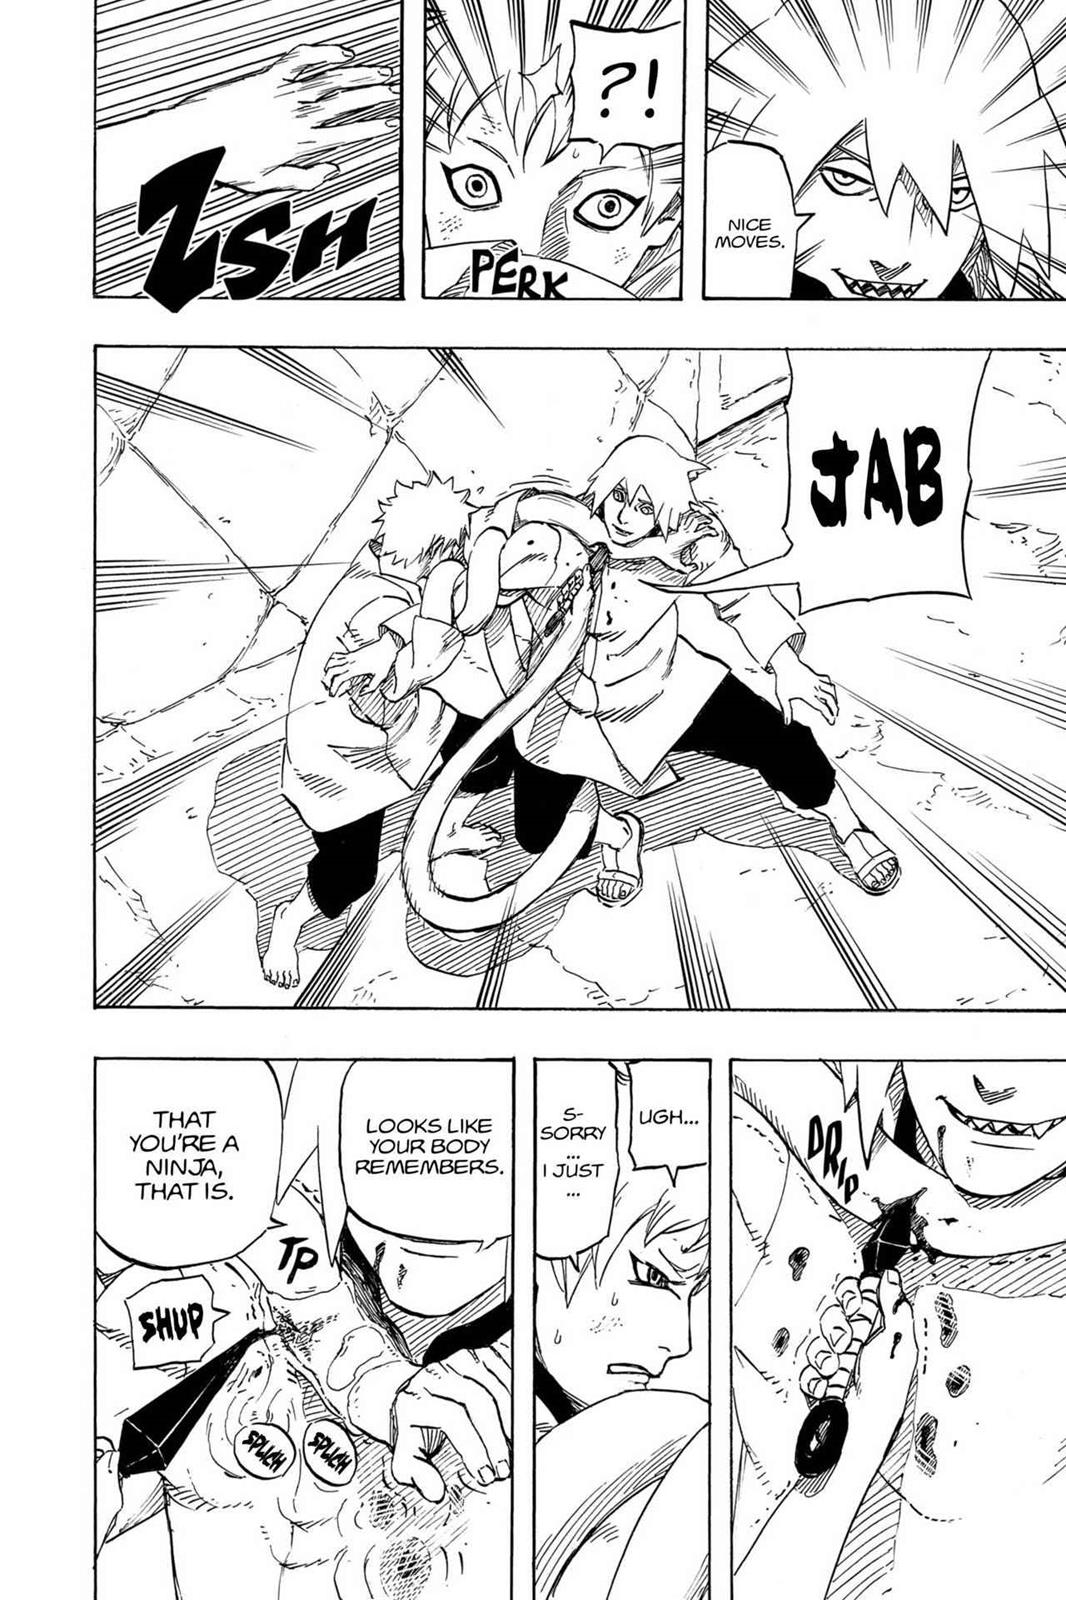 NICE
MOVES.
?!
PERK
ZSH
JAB
DRIP
UGH...
S-
SORRY
...
I JUST
...
LOOKS LIKE
YOUR BODY
REMEMBERS.
THAT
YOU'RE A
NINJA,
THAT IS.
TP
SHUP
SPLICH
SPLICH